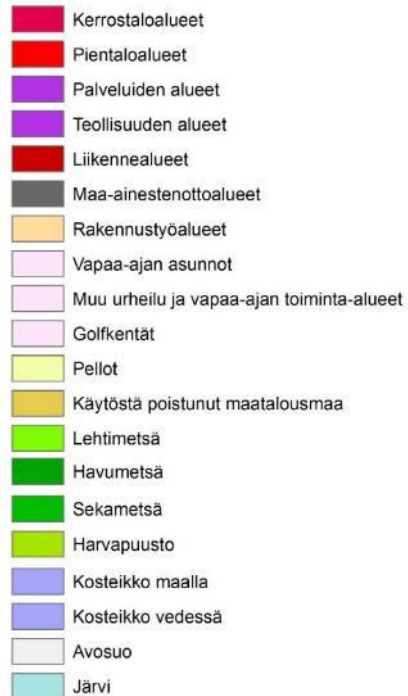 Kerrostaloalueet
Pientaloalueet
Palveluiden alueet
Teollisuuden alueet
Liikennealueet
Maa-ainestenottoalueet
Rakennustyöalueet
Vapaa-ajan asunnot
Muu urheilu ja vapaa-ajan toiminta-alueet
Golfkentät
Pellot
Käytöstä poistunut maatalousmaa
Lehtimetsä
Havumetsä
Sekametsä
Harvapuusto
Kosteikko maalla
Kosteikko vedessä
Avosuo
Järvi